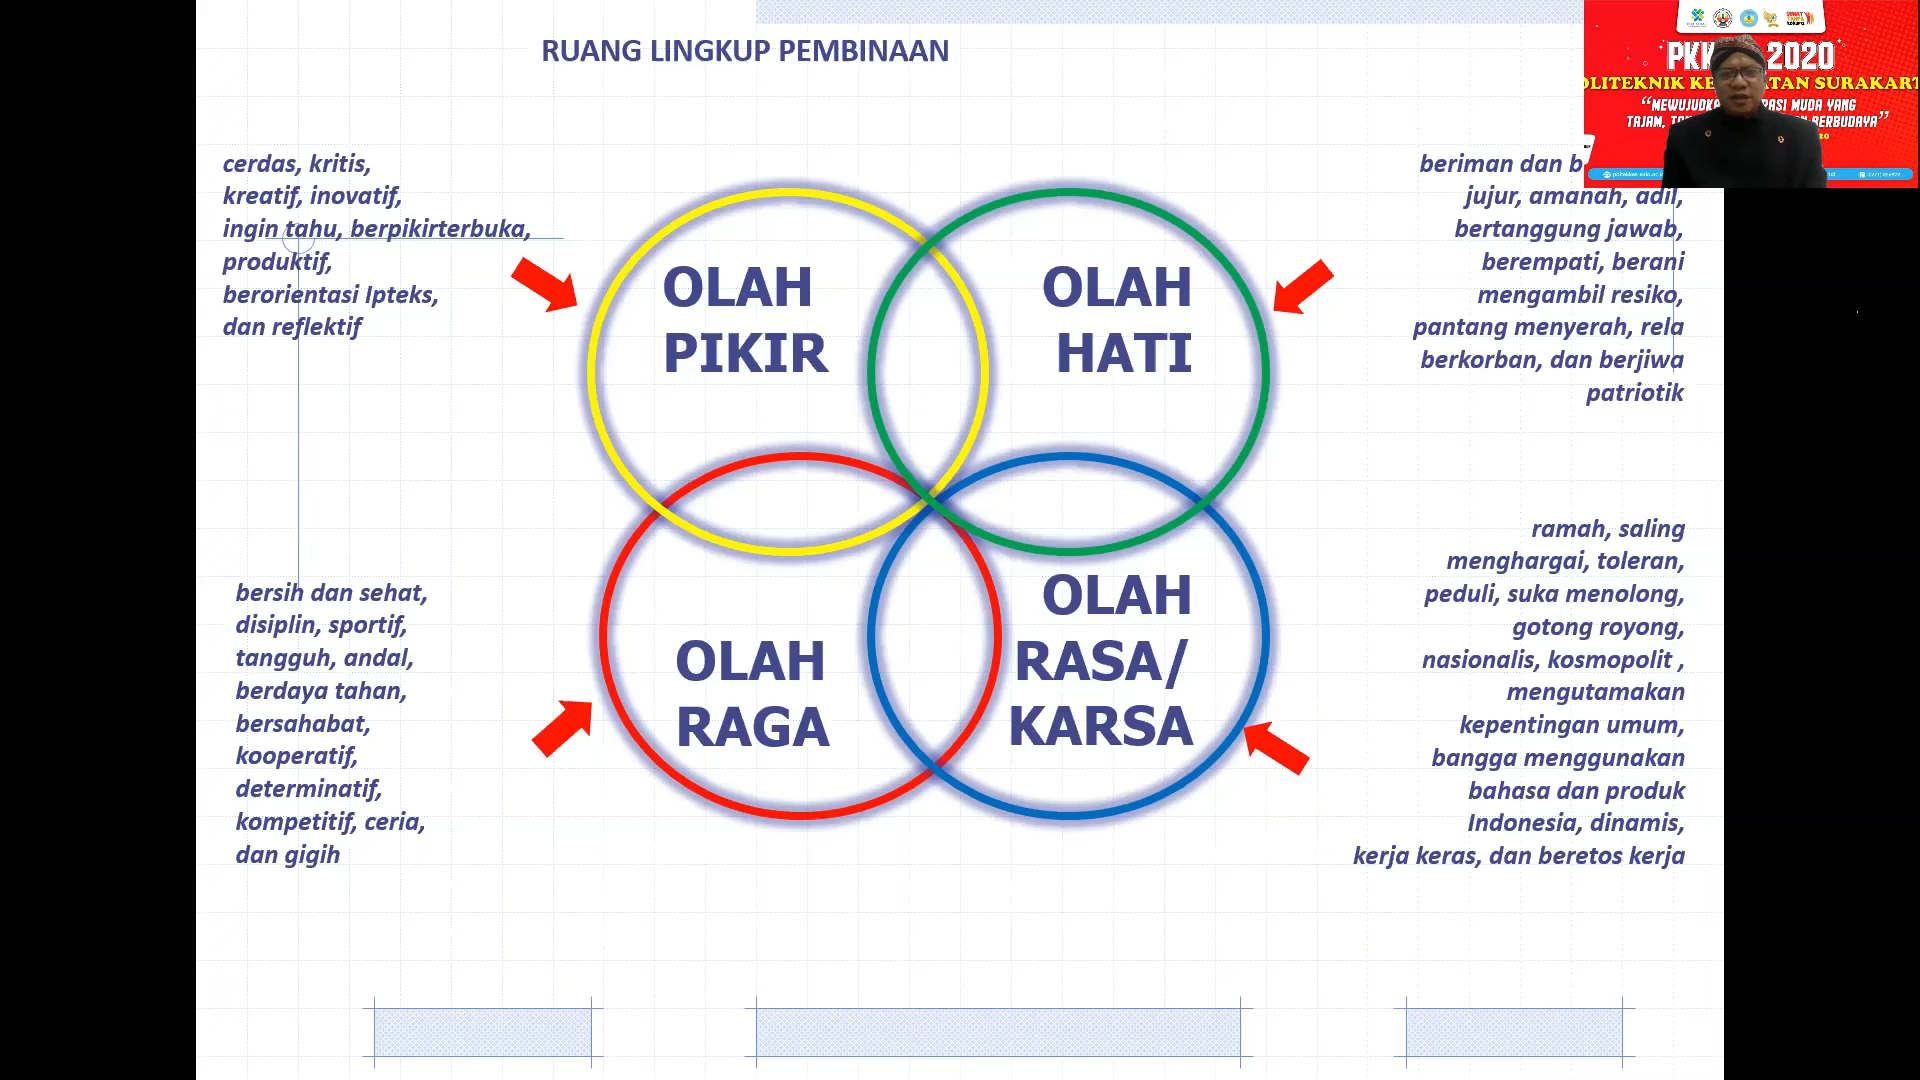 RUANG LINGKUP PEMBINAAN
cerdas, kritis,
kreatif, inovatif,
ingin tahu, berpikirterbuka,
produktif,
berorientasi Ipteks,
dan reflektif
OLAH
PIKIR
OLAH
HATI
beriman dan
jujur, amanah, adil,
bertanggung jawab,
berempati, berani
mengambil resiko,
pantang menyerah, rela
berkorban, dan berjiwa
patriotik
bersih dan sehat,
disiplin, sportif,
tangguh, andal,
berdaya tahan,
bersahabat,
kooperatif,
determinatif,
kompetitif, ceria,
dan gigih
OLAH
RAGA
OLAH
RASA/
KARSA
ramah, saling
menghargai, toleran,
peduli, suka menolong,
gotong royong,
nasionalis, kosmopolit ,
mengutamakan
kepentingan umum,
bangga menggunakan
bahasa dan produk
Indonesia, dinamis,
kerja keras, dan beretos kerja
2020
MUDA YANG
TAJAM,
BERBUDAYA”